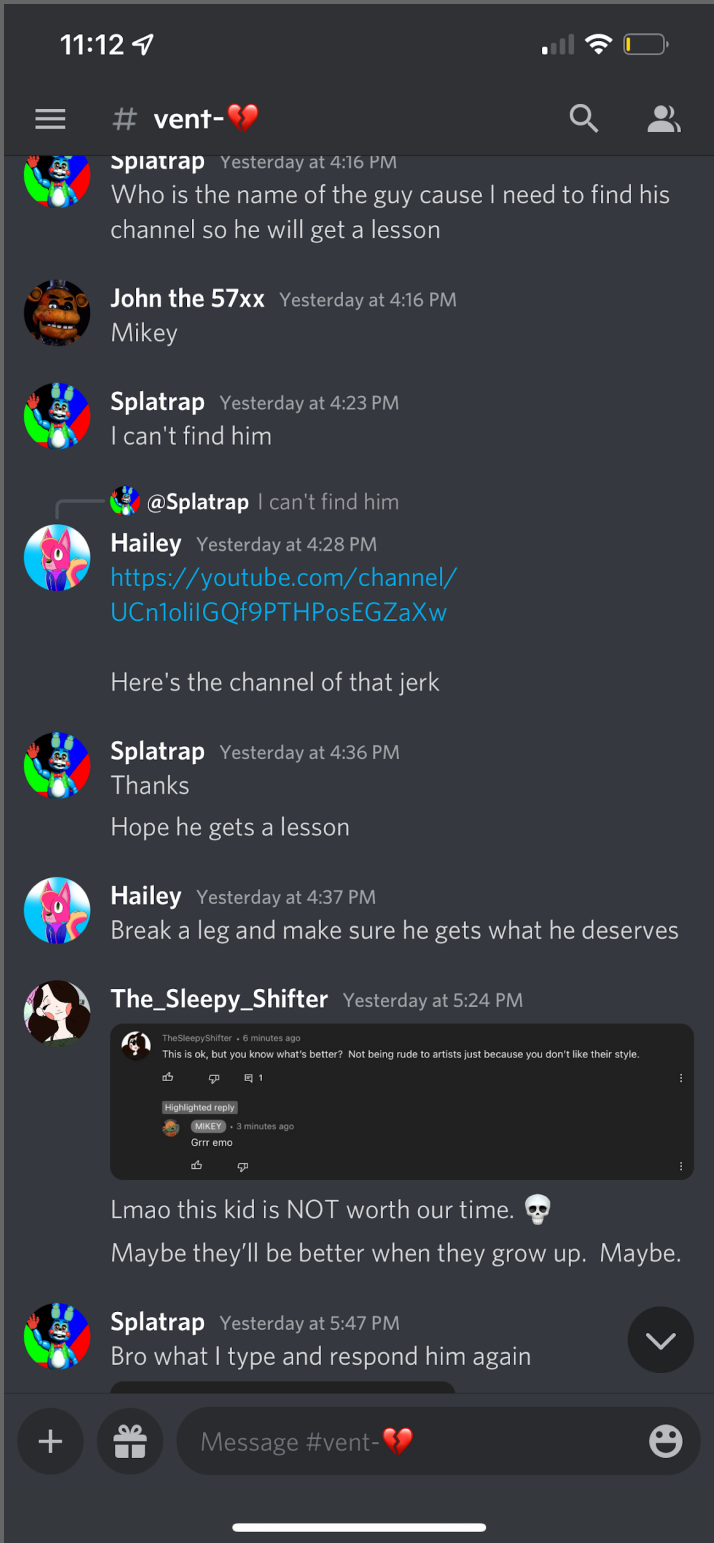 11:12
# vent-💔
Splatrap Yesterday at 4:16 PM
Who is the name of the guy cause I need to find his
channel so he will get a lesson
John the 57xx Yesterday at 4:16 PM
Mikey
Splatrap Yesterday at 4:23 PM
I can't find him
@Splatrap I can't find him
Hailey Yesterday at 4:28 PM
https://youtube.com/channel/
UCn1oliIGQf9PTHPosEGZaXw
Here's the channel of that jerk
Splatrap Yesterday at 4:36 PM
Thanks
Hope he gets a lesson
Hailey Yesterday at 4:37 PM
Break a leg and make sure he gets what he deserves
The_Sleepy_Shifter Yesterday at 5:24 PM
TheSleepyShifter • 6 minutes ago
This is ok, but you know what's better? Not being rude to artists just because you don't like their style.
1
Highlighted reply
MIKEY • 3 minutes ago
Grrr emo
Lmao this kid is NOT worth our time. 💀
Maybe they'll be better when they grow up. Maybe.
Splatrap Yesterday at 5:47 PM
Bro what I type and respond him again
Message #vent-💔